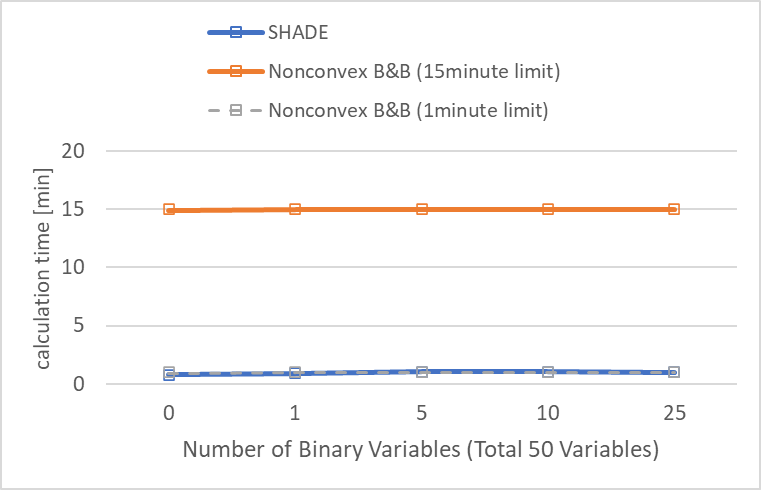 SHADE
Nonconvex B&B (15minute limit)
Nonconvex B&B (1minute limit)
calculation time [min]
20
15
10
5
0
0 1 5 10 25
Number of Binary Variables (Total 50 Variables)